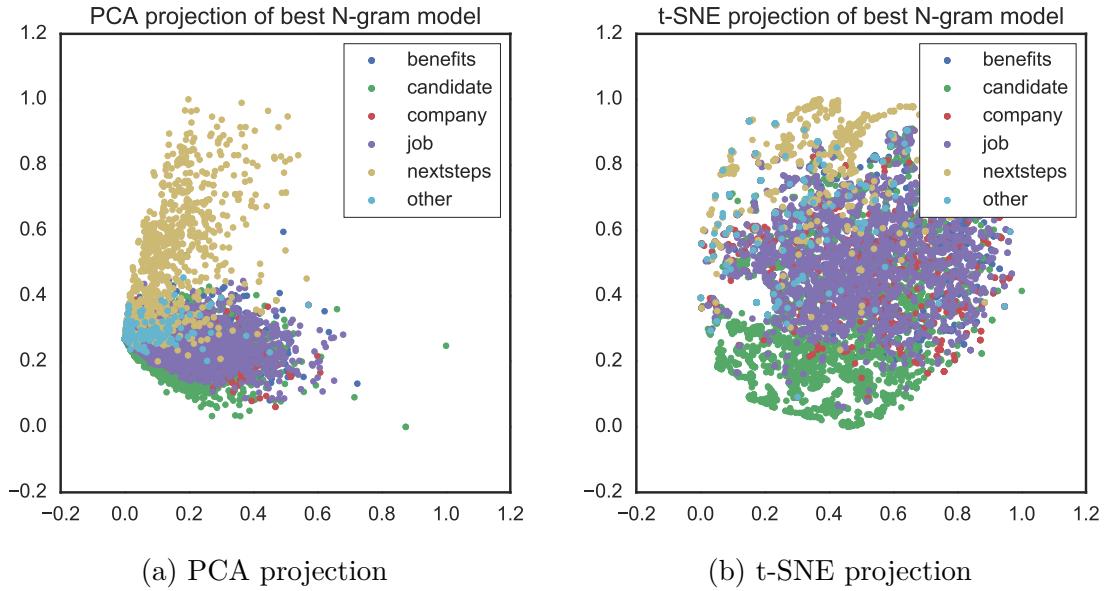 PCA projection of best N-gram model
1.2
1.0
0.8
0.6
0.4
0.2
0.0
−0.2
−0.2 0.0 0.2 0.4 0.6 0.8 1.0 1.2
benefits
candidate
company
job
nextsteps
other
(a) PCA projection
t-SNE projection of best N-gram model
1.2
1.0
0.8
0.6
0.4
0.2
0.0
−0.2
−0.2 0.0 0.2 0.4 0.6 0.8 1.0 1.2
benefits
candidate
company
job
nextsteps
other
(b) t-SNE projection